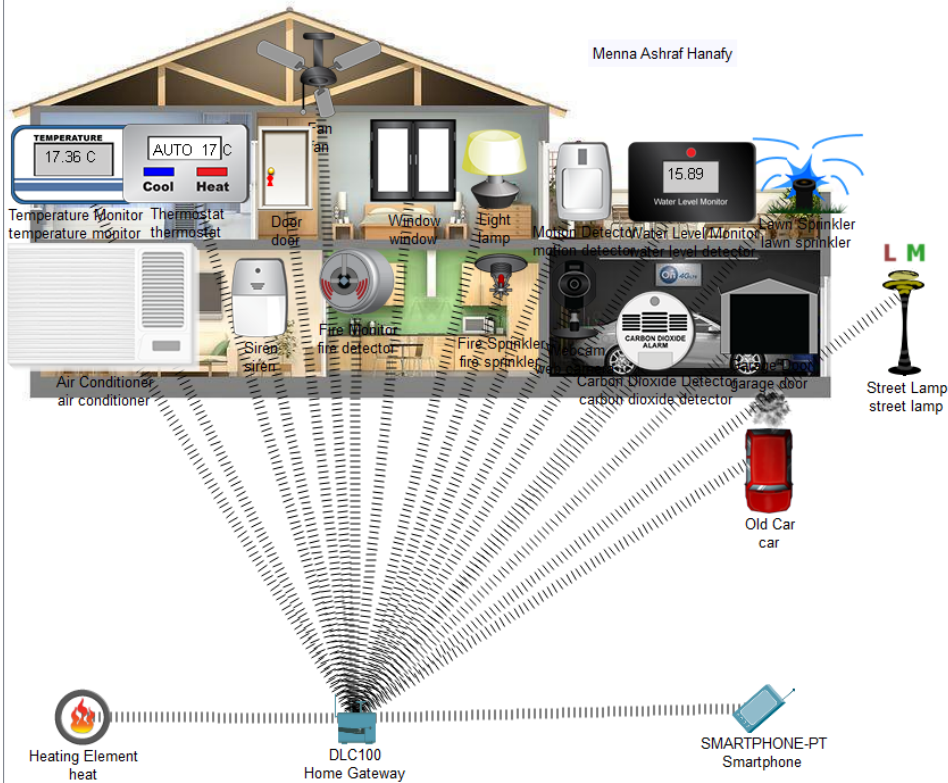 Menna Ashraf Hanafy
Fan
fan
TEMPERATURE
17.36 C
AUTO 17 C
Cool Heat
15.89
Water Level Monitor
Temperature Monitor
temperature monitor
Thermostat
thermostat
Door
door
Window
window
Light
lamp
Motion Detector
motion detector
Water Level Monitor
water level detector
Lawn Sprinkler
lawn sprinkler
L M
4G
CARBON DIOXIDE
ALARM
Siren
siren
Fire Monitor
fire detector
Fire Sprinkler
fire sprinkler
Webcam
Air Conditioner
air conditioner
Carbon Dioxide Detector
carbon dioxide detector
Garage Door
garage door
Street Lamp
street lamp
Old Car
car
Heating Element
heat
DLC100
Home Gateway
SMARTPHONE-PT
Smartphone